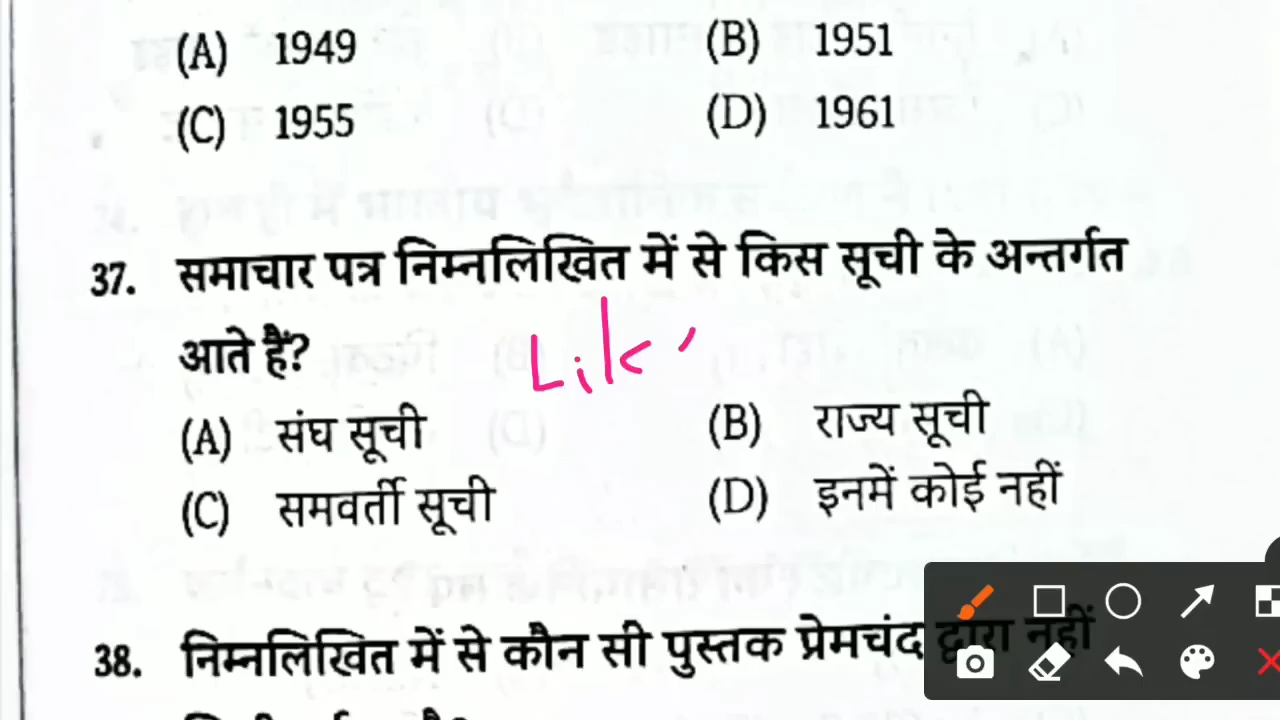 (A) 1949 (B) 1951
(C) 1955 (D) 1961
37. समाचार पत्र निम्नलिखित में से किस सूची के अन्तर्गत
आते हैं?
Lik
(A) संघ सूची (B) राज्य सूची
(C) समवर्ती सूची (D) इनमें कोई नहीं
38. निम्नलिखित में से कौन सी पुस्तक प्रेमचंद द्वारा नहीं